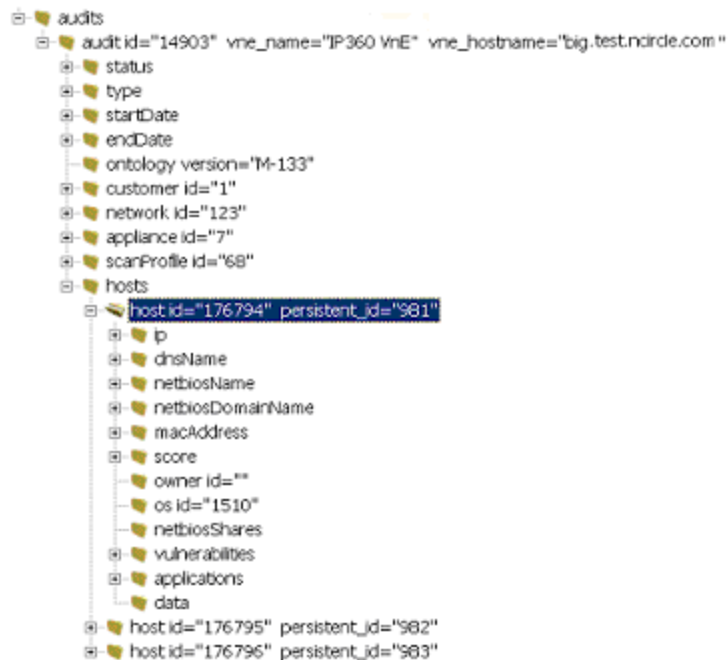 audits
audit id="14903" vne_name="IP360 VnE" vne_hostname="big.test.ncircle.com"
status
type
startDate
endDate
ontology version="M-133"
customer id="1"
network id="123"
appliance id="7"
scanProfile id="68"
hosts
host id="176794" persistent_id="981"
ip
dnsName
netbiosName
netbiosDomainName
macAddress
score
owner id=""
os id="1510"
netbiosShares
vulnerabilities
applications
data
host id="176795" persistent_id="982"
host id="176796" persistent_id="983"